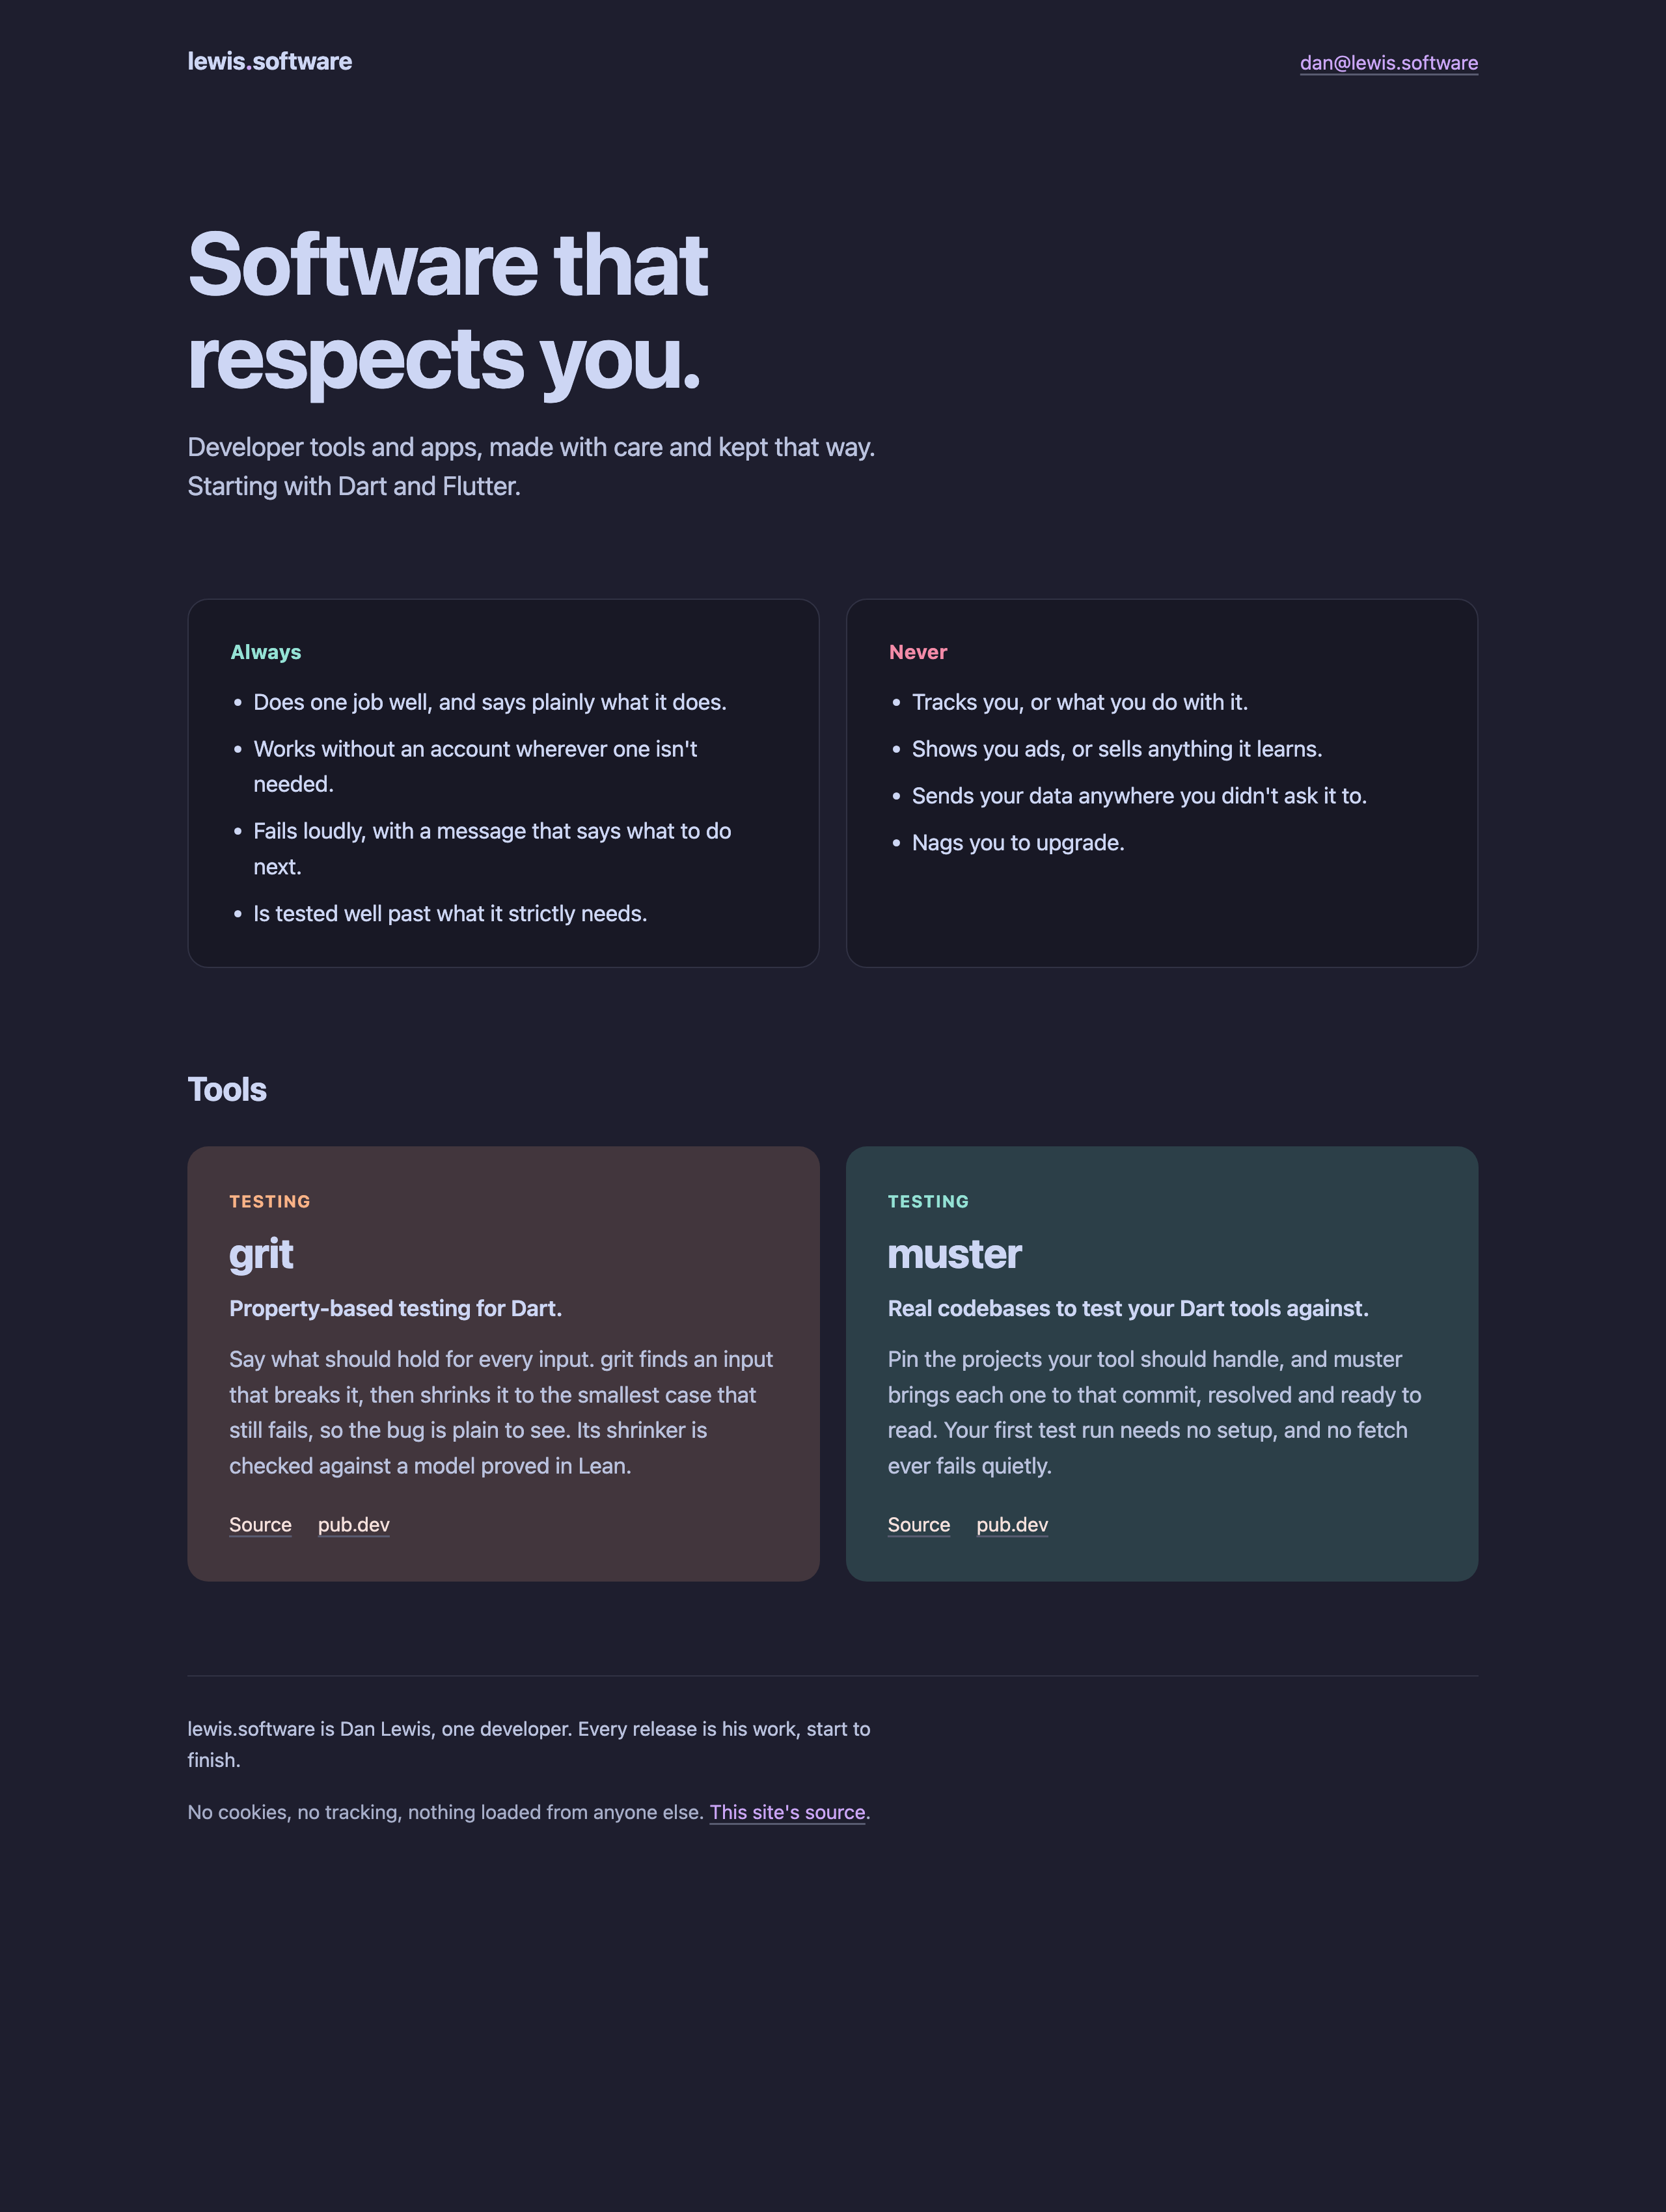 lewis.software
dan@lewis.software
Software that
respects you.
Developer tools and apps, made with care and kept that way.
Starting with Dart and Flutter.
Always
• Does one job well, and says plainly what it does.
• Works without an account wherever one isn't
needed.
• Fails loudly, with a message that says what to do
next.
• Is tested well past what it strictly needs.
Never
• Tracks you, or what you do with it.
• Shows you ads, or sells anything it learns.
• Sends your data anywhere you didn't ask it to.
• Nags you to upgrade.
Tools
TESTING
grit
Property-based testing for Dart.
Say what should hold for every input. grit finds an input
that breaks it, then shrinks it to the smallest case that
still fails, so the bug is plain to see. Its shrinker is
checked against a model proved in Lean.
Source pub.dev
TESTING
muster
Real codebases to test your Dart tools against.
Pin the projects your tool should handle, and muster
brings each one to that commit, resolved and ready to
read. Your first test run needs no setup, and no fetch
ever fails quietly.
Source pub.dev
lewis.software is Dan Lewis, one developer. Every release is his work, start to
finish.
No cookies, no tracking, nothing loaded from anyone else. This site's source.